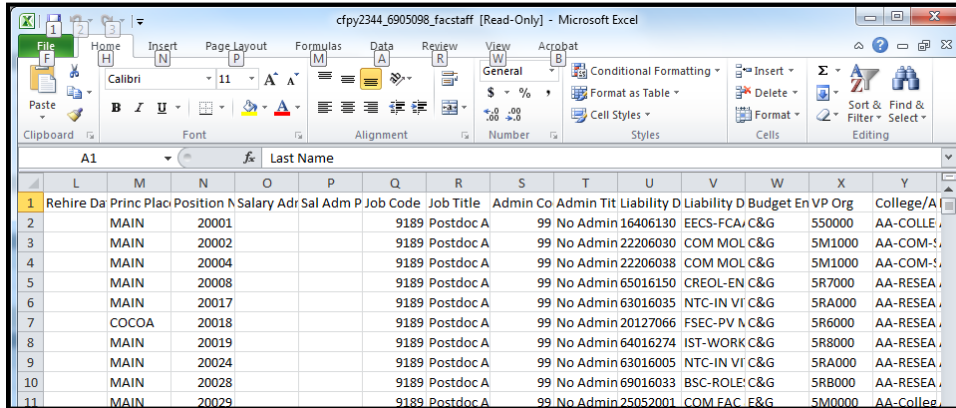 cfpy2344_6905098_facstaff [Read-Only] - Microsoft Excel
1 2 3
File Home Insert Page Layout Formulas Data Review View Acrobat
F H N P M A R W B
Calibri 11 A A General Conditional Formatting Insert Σ
Paste B I U A $ % , Format as Table Delete Sort & Find &
.0 .00 .00 .0 Cell Styles Format Filter Select
Clipboard Font Alignment Number Styles Cells Editing
A1 fx Last Name
L M N O P Q R S T U V W X Y
1 Rehire Da Princ Plac Position N Salary Adr Sal Adm P Job Code Job Title Admin Co Admin Tit Liability D Liability D Budget En VP Org College/A
2 MAIN 20001 9189 Postdoc A 99 No Admin 16406130 EECS-FCA C&G 550000 AA-COLLE
3 MAIN 20002 9189 Postdoc A 99 No Admin 22206030 COM MOL C&G 5M1000 AA-COM-
4 MAIN 20004 9189 Postdoc A 99 No Admin 22206038 COM MOL C&G 5M1000 AA-COM-
5 MAIN 20008 9189 Postdoc A 99 No Admin 65016150 CREOL-EN C&G 5R7000 AA-RESEA
6 MAIN 20017 9189 Postdoc A 99 No Admin 63016035 NTC-IN VI C&G 5RA000 AA-RESEA
7 COCOA 20018 9189 Postdoc A 99 No Admin 20127066 FSEC-PV M C&G 5R6000 AA-RESEA
8 MAIN 20019 9189 Postdoc A 99 No Admin 64016274 IST-WORK C&G 5R8000 AA-RESEA
9 MAIN 20024 9189 Postdoc A 99 No Admin 63016005 NTC-IN VI C&G 5RA000 AA-RESEA
10 MAIN 20028 9189 Postdoc A 99 No Admin 69016033 BSC-ROLE C&G 5RB000 AA-RESEA
11 MAIN 20029 9189 Postdoc A 99 No Admin 25052001 COM FAC E&G 5M0000 AA-Colleg